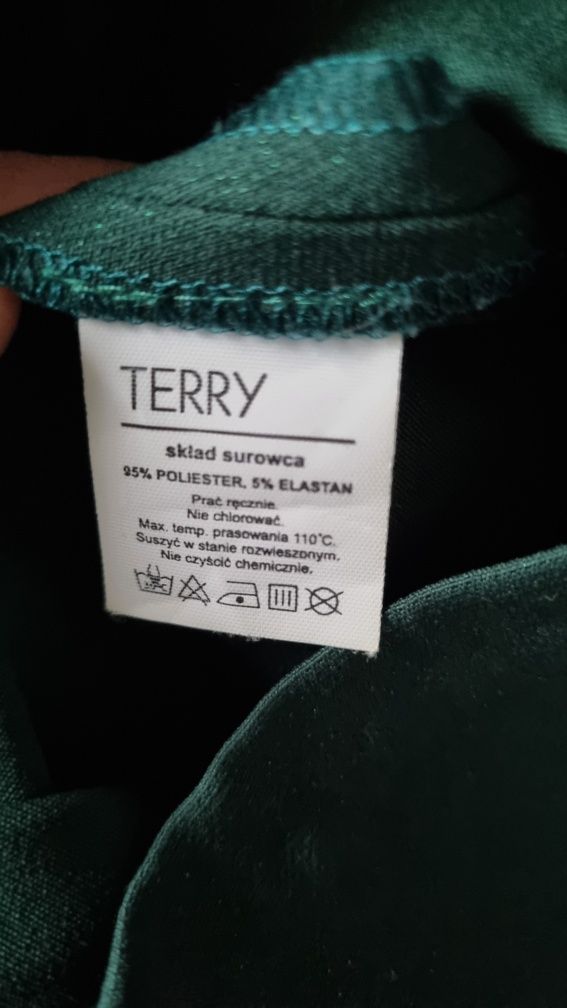 TERRY
skład surowca
95% POLIESTER, 5% ELASTAN
Prać ręcznie.
Nie chlorować.
Max. temp. prasowania 110°C.
Suszyć w stanie rozwieszonym.
Nie czyścić chemicznie.